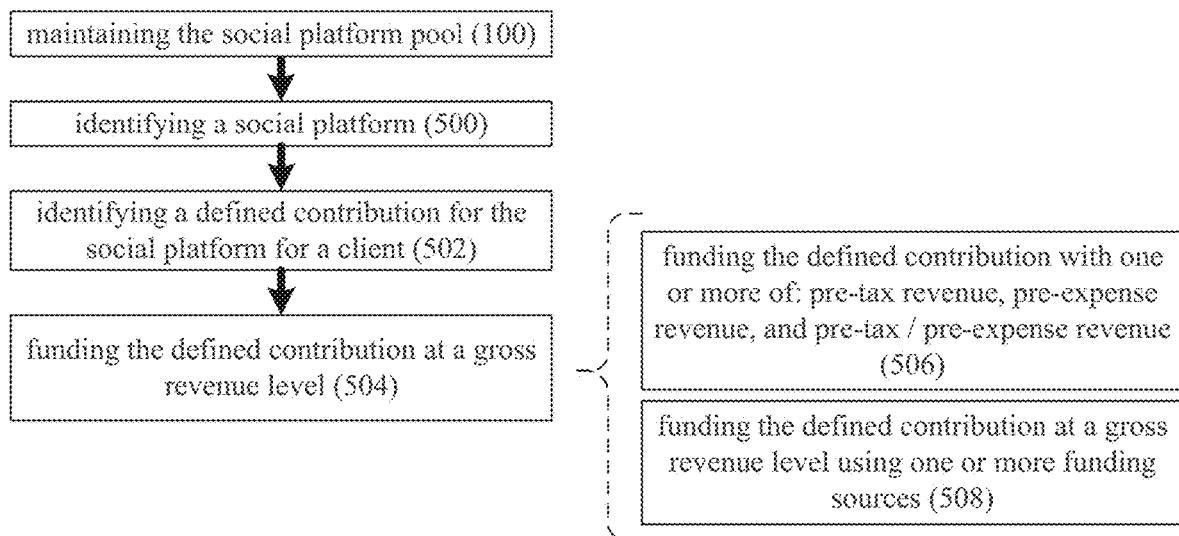 maintaining the social platform pool (100)
identifying a social platform (500)
identifying a defined contribution for the
social platform for a client (502)
funding the defined contribution at a gross
revenue level (504)
funding the defined contribution with one
or more of: pre-tax revenue, pre-expense
revenue, and pre-tax / pre-expense revenue
(506)
funding the defined contribution at a gross
revenue level using one or more funding
sources (508)